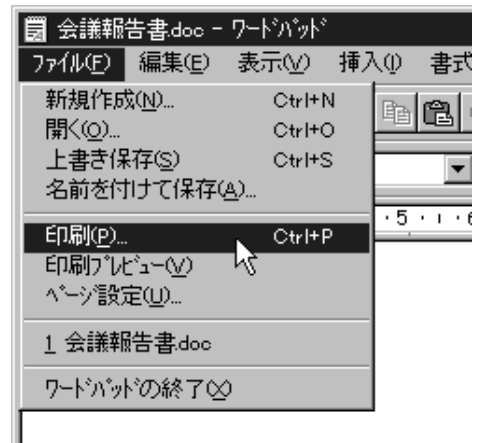 会議報告書.doc - ワードパッド
ファイル(F) 編集(E) 表示(V) 挿入(I) 書式
新規作成(N)... Ctrl+N
開く(O)... Ctrl+O
上書き保存(S) Ctrl+S
名前を付けて保存(A)...
· 5 · ı · 6
印刷(P)... Ctrl+P
印刷プレビュー(V)
ページ設定(U)...
1 会議報告書.doc
ワードパッドの終了(X)